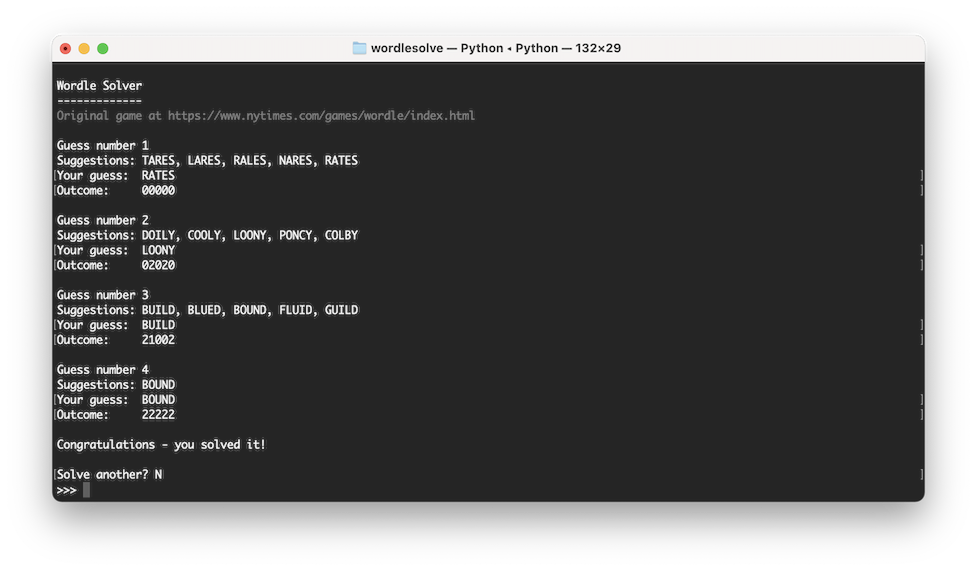 wordlesolve — Python ◂ Python — 132×29
Wordle Solver
-------------
Original game at https://www.nytimes.com/games/wordle/index.html
Guess number 1
Suggestions: TARES, LARES, RALES, NARES, RATES
[Your guess:  RATES ]
[Outcome:     00000 ]
Guess number 2
Suggestions: DOILY, COOLY, LOONY, PONCY, COLBY
[Your guess:  LOONY ]
[Outcome:     02020 ]
Guess number 3
Suggestions: BUILD, BLUED, BOUND, FLUID, GUILD
[Your guess:  BUILD ]
[Outcome:     21002 ]
Guess number 4
Suggestions: BOUND
[Your guess:  BOUND ]
[Outcome:     22222 ]
Congratulations - you solved it!
[Solve another? N ]
>>>